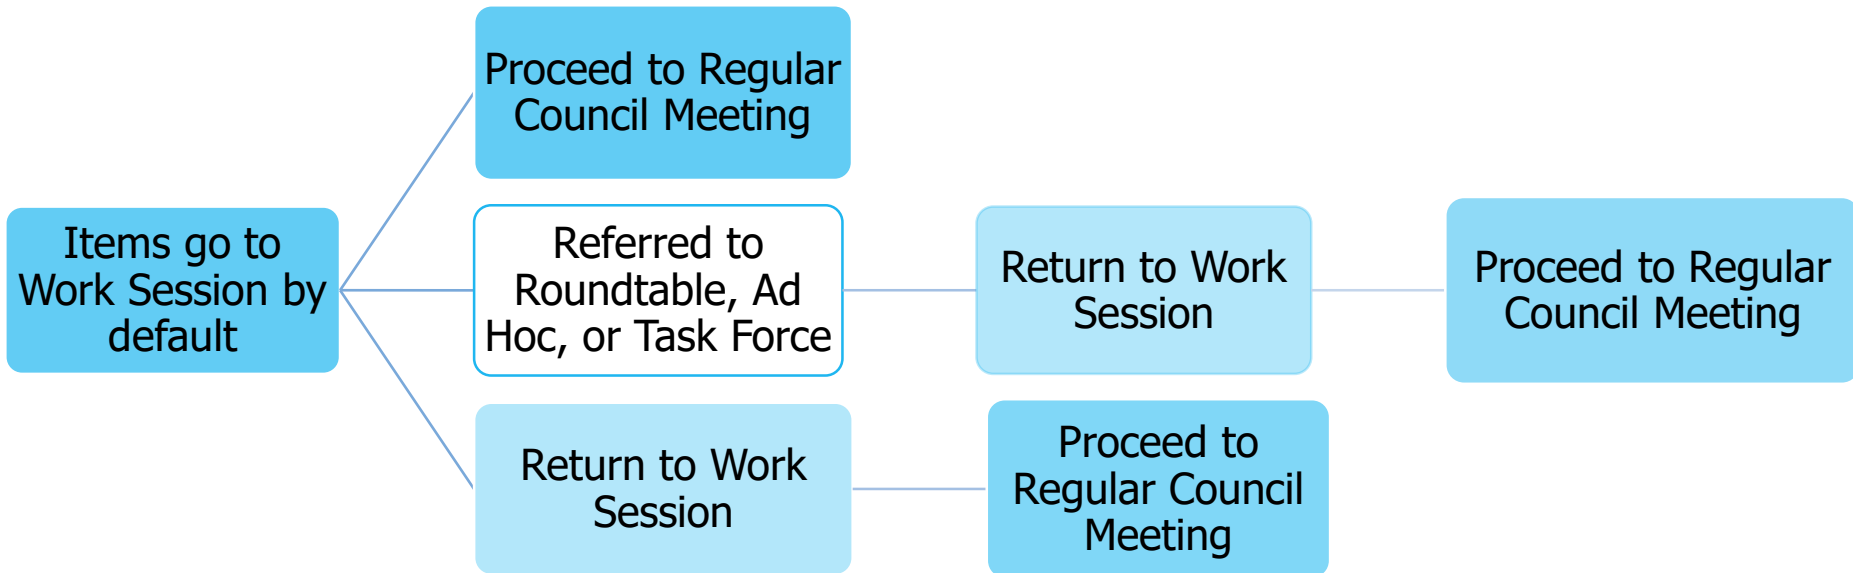 Items go to
Work Session by
default
Proceed to Regular
Council Meeting
Referred to
Roundtable, Ad
Hoc, or Task Force
Return to Work
Session
Proceed to Regular
Council Meeting
Return to Work
Session
Proceed to
Regular Council
Meeting